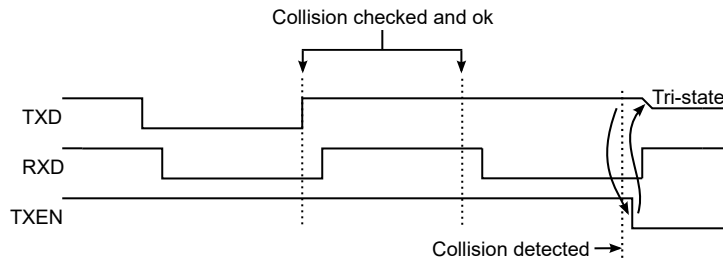 Collision checked and ok
Tri-state
TXD
RXD
TXEN
Collision detected